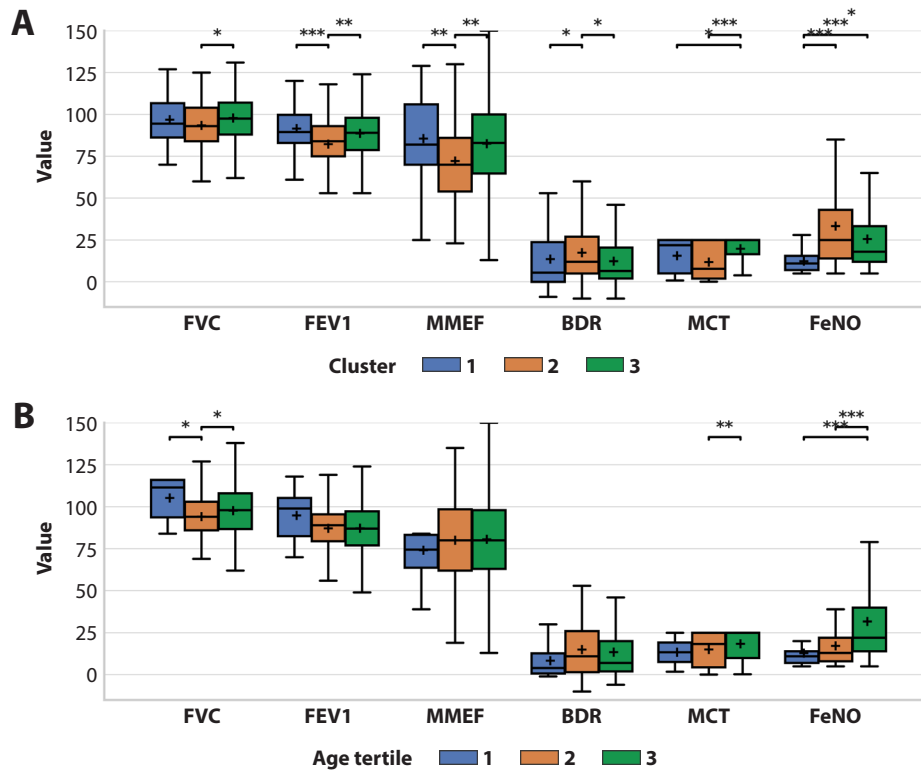 A
* *** ** ** ** * * * *** *** *** *
150
125
100
75
50
25
0
Value
FVC FEV1 MMEF BDR MCT FeNO
Cluster 1 2 3
B
* * ** *** ***
150
125
100
75
50
25
0
Value
FVC FEV1 MMEF BDR MCT FeNO
Age tertile 1 2 3